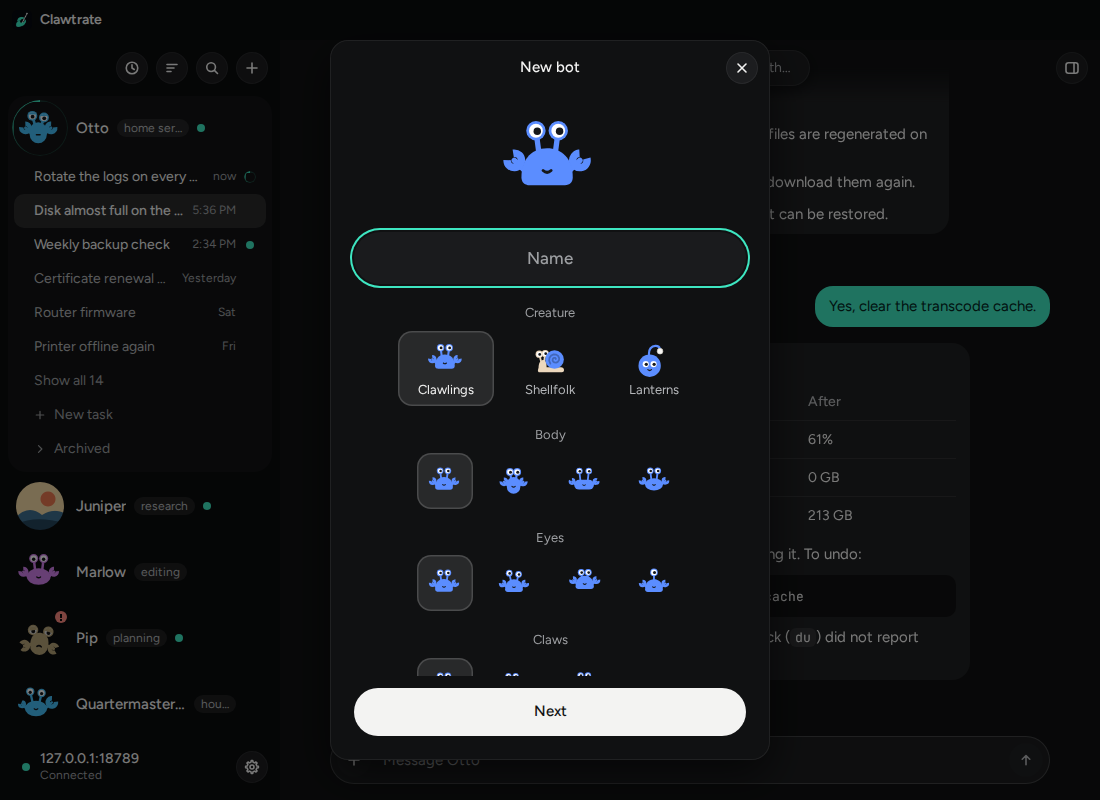 Clawtrate
New bot
th...
Otto
home ser...
Rotate the logs on every ...
now
Disk almost full on the ...
5:36 PM
Weekly backup check
2:34 PM
Certificate renewal ...
Yesterday
Router firmware
Sat
Printer offline again
Fri
Show all 14
+ New task
> Archived
Juniper
research
Marlow
editing
!
Pip
planning
Quartermaster...
hou...
127.0.0.1:18789
Connected
Name
Creature
Clawlings
Shellfolk
Lanterns
Body
Eyes
Claws
Next
files are regenerated on
download them again.
t can be restored.
Yes, clear the transcode cache.
After
61%
0 GB
213 GB
ng it. To undo:
cache
ck ( du ) did not report
Message Otto